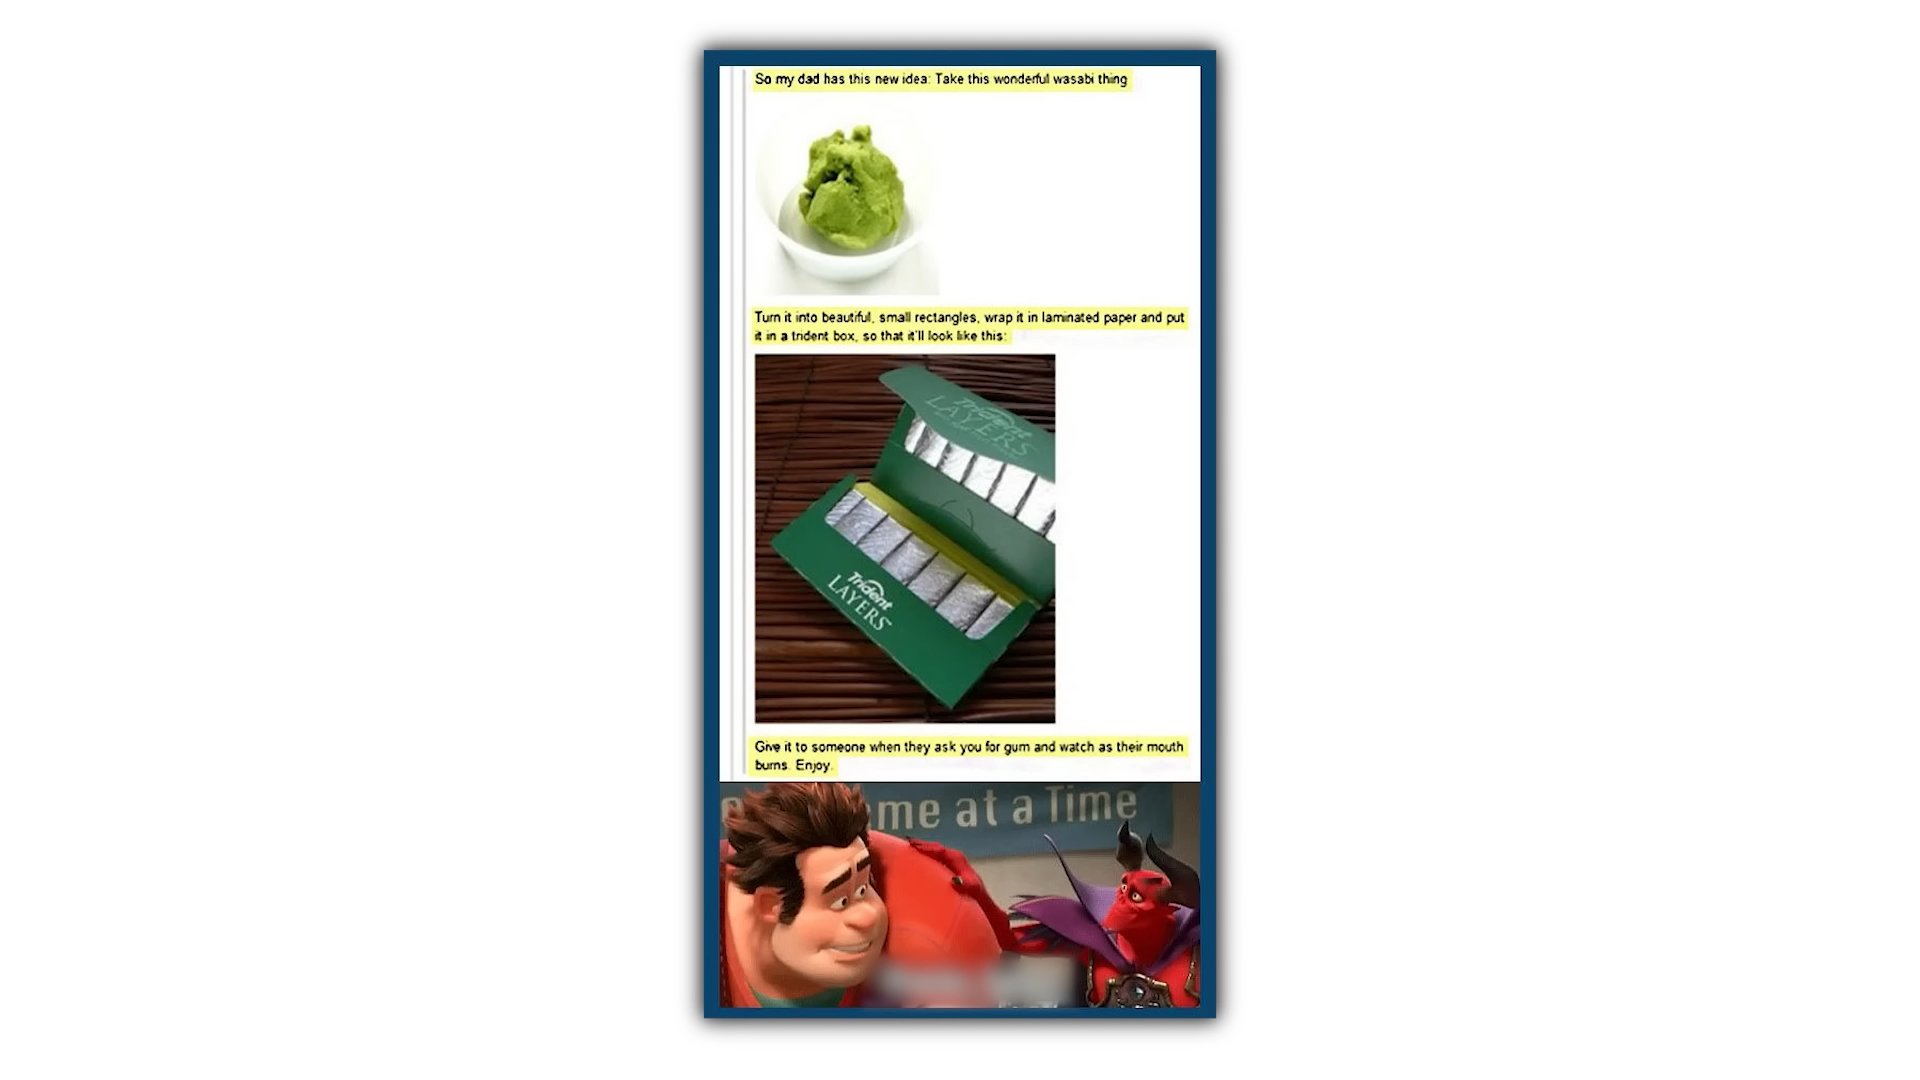 So my dad has this new idea: Take this wonderful wasabi thing
Turn it into beautiful, small rectangles, wrap it in laminated paper and put
it in a trident box, so that it'll look like this:
Trident
LAYERS
Trident
LAYERS
Give it to someone when they ask you for gum and watch as their mouth
burns. Enjoy.
me at a Time